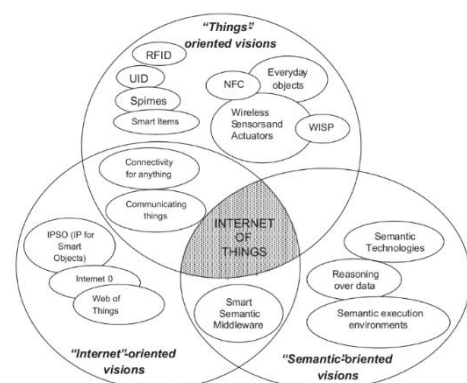 “Things”-
oriented visions
RFID
UID
Spimes
Smart Items
NFC
Everyday
objects
Wireless
Sensorsand
Actuators
WISP
Connectivity
for anything
Communicating
things
INTERNET
OF
THINGS
IPSO (IP for
Smart
Objects)
Internet 0
Web of
Things
Smart
Semantic
Middleware
Semantic
Technologies
Reasoning
over data
Semantic execution
environments
“Internet”-oriented
visions
“Semantic-oriented
visions